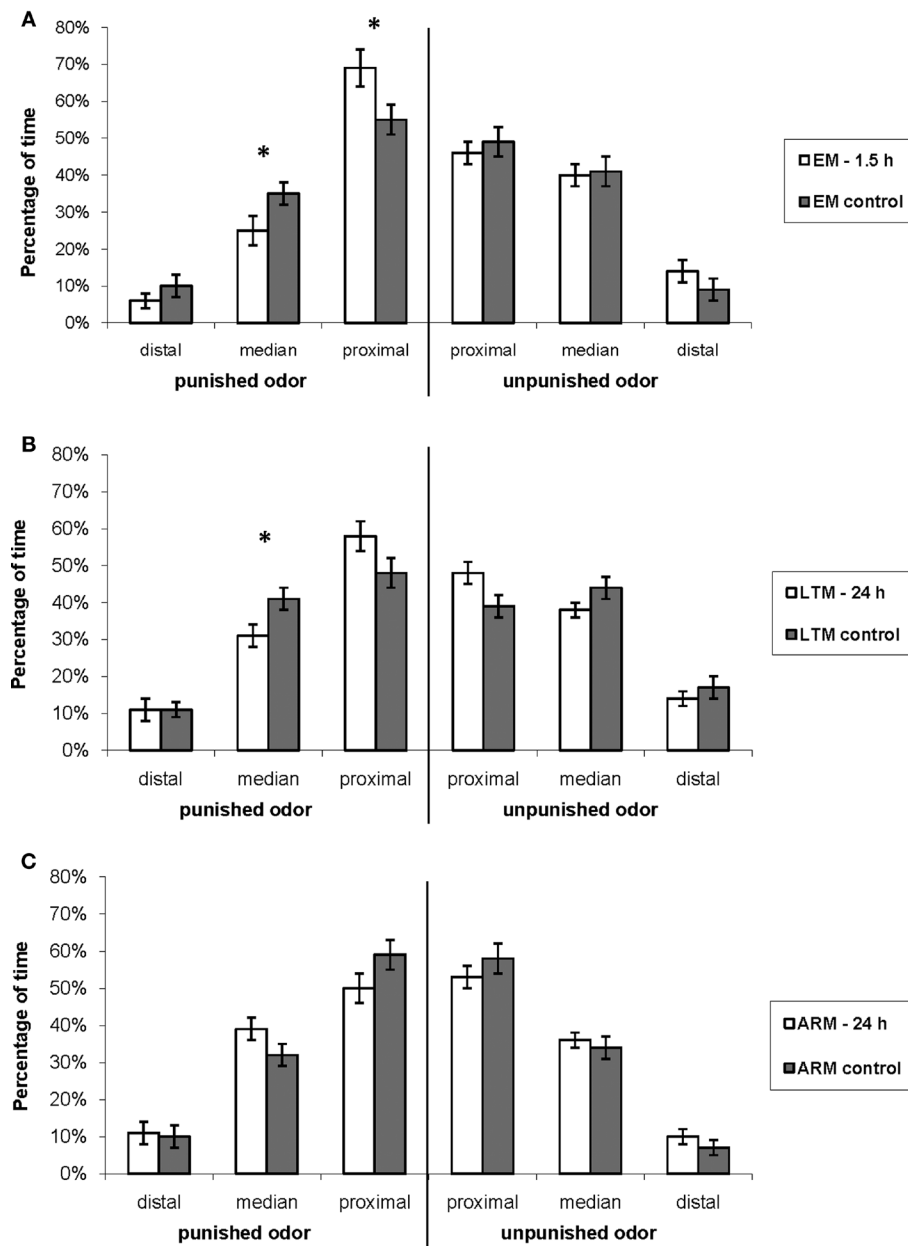 A
80%
70%
60%
50%
40%
30%
20%
10%
0%
Percentage of time
*
*
distal median proximal proximal median distal
punished odor unpunished odor
EM - 1.5 h
EM control
B
80%
70%
60%
50%
40%
30%
20%
10%
0%
Percentage of time
*
distal median proximal proximal median distal
punished odor unpunished odor
LTM - 24 h
LTM control
C
80%
70%
60%
50%
40%
30%
20%
10%
0%
Percentage of time
distal median proximal proximal median distal
punished odor unpunished odor
ARM - 24 h
ARM control